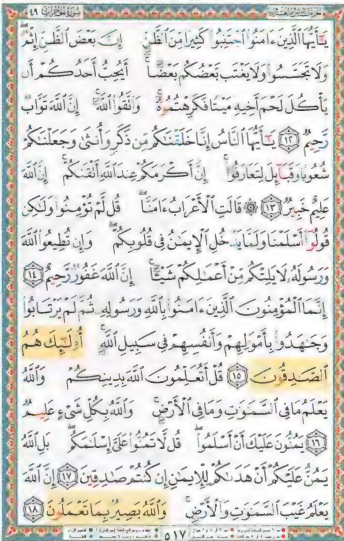 سورة الحجرات ٤٩
يَٰٓأَيُّهَا ٱلَّذِينَ ءَامَنُوا۟ ٱجْتَنِبُوا۟ كَثِيرًا مِّنَ ٱلظَّنِّ إِنَّ بَعْضَ ٱلظَّنِّ إِثْمٌ
وَلَا تَجَسَّسُوا۟ وَلَا يَغْتَب بَّعْضُكُم بَعْضًا أَيُحِبُّ أَحَدُكُمْ أَن
يَأْكُلَ لَحْمَ أَخِيهِ مَيْتًا فَكَرِهْتُمُوهُ وَٱتَّقُوا۟ ٱللَّهَ إِنَّ ٱللَّهَ تَوَّابٌ
رَّحِيمٌ ١٢ يَٰٓأَيُّهَا ٱلنَّاسُ إِنَّا خَلَقْنَٰكُم مِّن ذَكَرٍ وَأُنثَىٰ وَجَعَلْنَٰكُمْ
شُعُوبًا وَقَبَآئِلَ لِتَعَارَفُوٓا۟ إِنَّ أَكْرَمَكُمْ عِندَ ٱللَّهِ أَتْقَىٰكُمْ إِنَّ ٱللَّهَ
عَلِيمٌ خَبِيرٌ ١٣ ۞ قَالَتِ ٱلْأَعْرَابُ ءَامَنَّا قُل لَّمْ تُؤْمِنُوا۟ وَلَٰكِن
قُولُوٓا۟ أَسْلَمْنَا وَلَمَّا يَدْخُلِ ٱلْإِيمَٰنُ فِى قُلُوبِكُمْ وَإِن تُطِيعُوا۟ ٱللَّهَ
وَرَسُولَهُۥ لَا يَلِتْكُم مِّنْ أَعْمَٰلِكُمْ شَيْـًٔا إِنَّ ٱللَّهَ غَفُورٌ رَّحِيمٌ ١٤
إِنَّمَا ٱلْمُؤْمِنُونَ ٱلَّذِينَ ءَامَنُوا۟ بِٱللَّهِ وَرَسُولِهِۦ ثُمَّ لَمْ يَرْتَابُوا۟
وَجَٰهَدُوا۟ بِأَمْوَٰلِهِمْ وَأَنفُسِهِمْ فِى سَبِيلِ ٱللَّهِ أُو۟لَٰٓئِكَ هُمُ
ٱلصَّٰدِقُونَ ١٥ قُلْ أَتُعَلِّمُونَ ٱللَّهَ بِدِينِكُمْ وَٱللَّهُ
يَعْلَمُ مَا فِى ٱلسَّمَٰوَٰتِ وَمَا فِى ٱلْأَرْضِ وَٱللَّهُ بِكُلِّ شَىْءٍ عَلِيمٌ
١٦ يَمُنُّونَ عَلَيْكَ أَنْ أَسْلَمُوا۟ قُل لَّا تَمُنُّوا۟ عَلَىَّ إِسْلَٰمَكُم بَلِ ٱللَّهُ
يَمُنُّ عَلَيْكُمْ أَنْ هَدَىٰكُمْ لِلْإِيمَٰنِ إِن كُنتُمْ صَٰدِقِينَ ١٧ إِنَّ ٱللَّهَ
يَعْلَمُ غَيْبَ ٱلسَّمَٰوَٰتِ وَٱلْأَرْضِ وَٱللَّهُ بَصِيرٌۢ بِمَا تَعْمَلُونَ ١٨
٥١٧